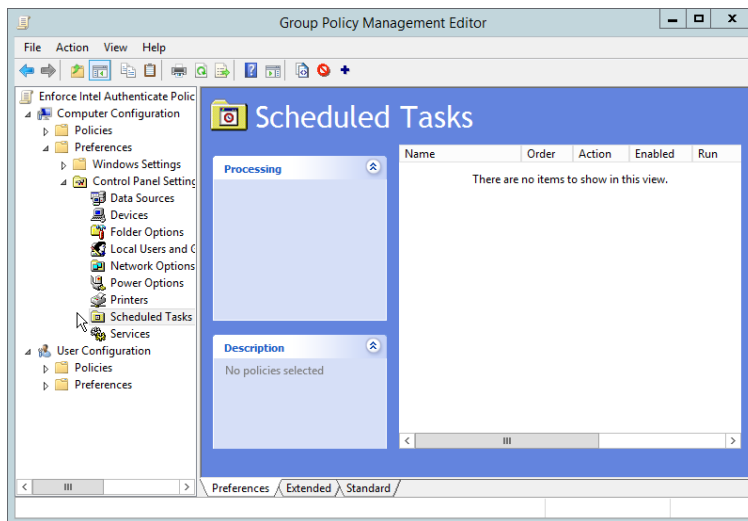 Group Policy Management Editor
File Action View Help
Enforce Intel Authenticate Polic
Computer Configuration
Policies
Preferences
Windows Settings
Control Panel Setting
Data Sources
Devices
Folder Options
Local Users and G
Network Options
Power Options
Printers
Scheduled Tasks
Services
User Configuration
Policies
Preferences
Scheduled Tasks
Processing
Description
No policies selected
Name Order Action Enabled Run
There are no items to show in this view.
Preferences Extended Standard